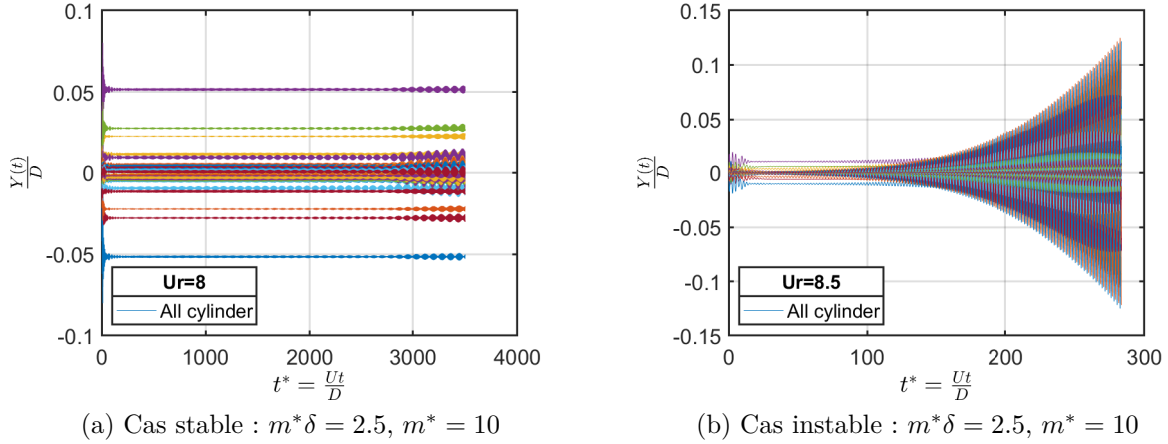 0.1
0.05
0
-0.05
-0.1
Y(t)
D
Ur=8
All cylinder
0 1000 2000 3000 4000
t* = Ut/D
(a) Cas stable : m*δ = 2.5, m* = 10
0.15
0.1
0.05
0
-0.05
-0.1
0.15
Y(t)
D
Ur=8.5
All cylinder
0 100 200 300
t* = Ut/D
(b) Cas instable : m*δ = 2.5, m* = 10